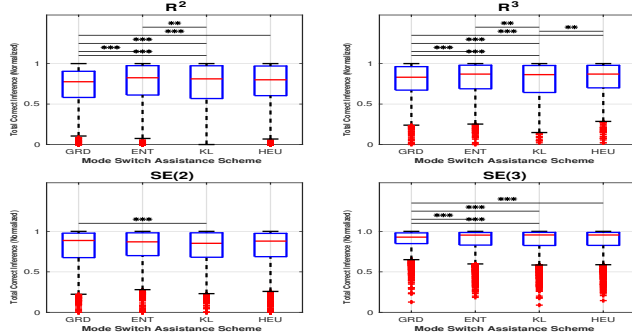 R²
**
***
***
***
***
Total Correct Inference (Normalized)
1
0.5
0
GRD ENT KL HEU
Mode Switch Assistance Scheme
R³
**
***
***
**
***
***
Total Correct Inference (Normalized)
1
0.5
0
GRD ENT KL HEU
Mode Switch Assistance Scheme
SE(2)
***
Total Correct Inference (Normalized)
1
0.5
0
GRD ENT KL HEU
Mode Switch Assistance Scheme
SE(3)
***
***
***
***
Total Correct Inference (Normalized)
1.0
0.5
0
GRD ENT KL HEU
Mode Switch Assistance Scheme